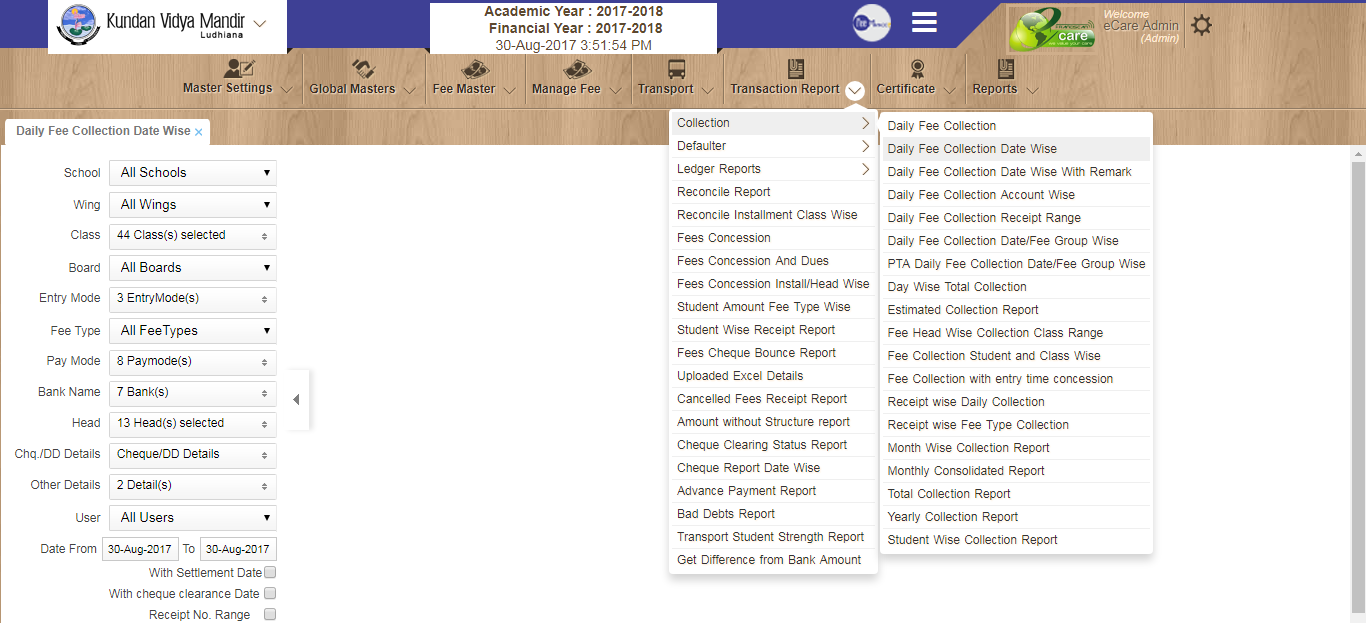 Kundan Vidya Mandir
Ludhiana
Academic Year : 2017-2018
Financial Year : 2017-2018
30-Aug-2017 3:51:54 PM
care
Welcome
eCare Admin
(Admin)
Master Settings
Global Masters
Fee Master
Manage Fee
Transport
Transaction Report
Certificate
Reports
Daily Fee Collection Date Wise ×
School All Schools
Wing All Wings
Class 44 Class(s) selected
Board All Boards
Entry Mode 3 EntryMode(s)
Fee Type All FeeTypes
Pay Mode 8 Paymode(s)
Bank Name 7 Bank(s)
Head 13 Head(s) selected
Chq./DD Details Cheque/DD Details
Other Details 2 Detail(s)
User All Users
Date From 30-Aug-2017 To 30-Aug-2017
With Settlement Date
With cheque clearance Date
Receipt No. Range
Collection
Defaulter
Ledger Reports
Reconcile Report
Reconcile Installment Class Wise
Fees Concession
Fees Concession And Dues
Fees Concession Install/Head Wise
Student Amount Fee Type Wise
Student Wise Receipt Report
Fees Cheque Bounce Report
Uploaded Excel Details
Cancelled Fees Receipt Report
Amount without Structure report
Cheque Clearing Status Report
Cheque Report Date Wise
Advance Payment Report
Bad Debts Report
Transport Student Strength Report
Get Difference from Bank Amount
Daily Fee Collection
Daily Fee Collection Date Wise
Daily Fee Collection Date Wise With Remark
Daily Fee Collection Account Wise
Daily Fee Collection Receipt Range
Daily Fee Collection Date/Fee Group Wise
PTA Daily Fee Collection Date/Fee Group Wise
Day Wise Total Collection
Estimated Collection Report
Fee Head Wise Collection Class Range
Fee Collection Student and Class Wise
Fee Collection with entry time concession
Receipt wise Daily Collection
Receipt wise Fee Type Collection
Month Wise Collection Report
Monthly Consolidated Report
Total Collection Report
Yearly Collection Report
Student Wise Collection Report